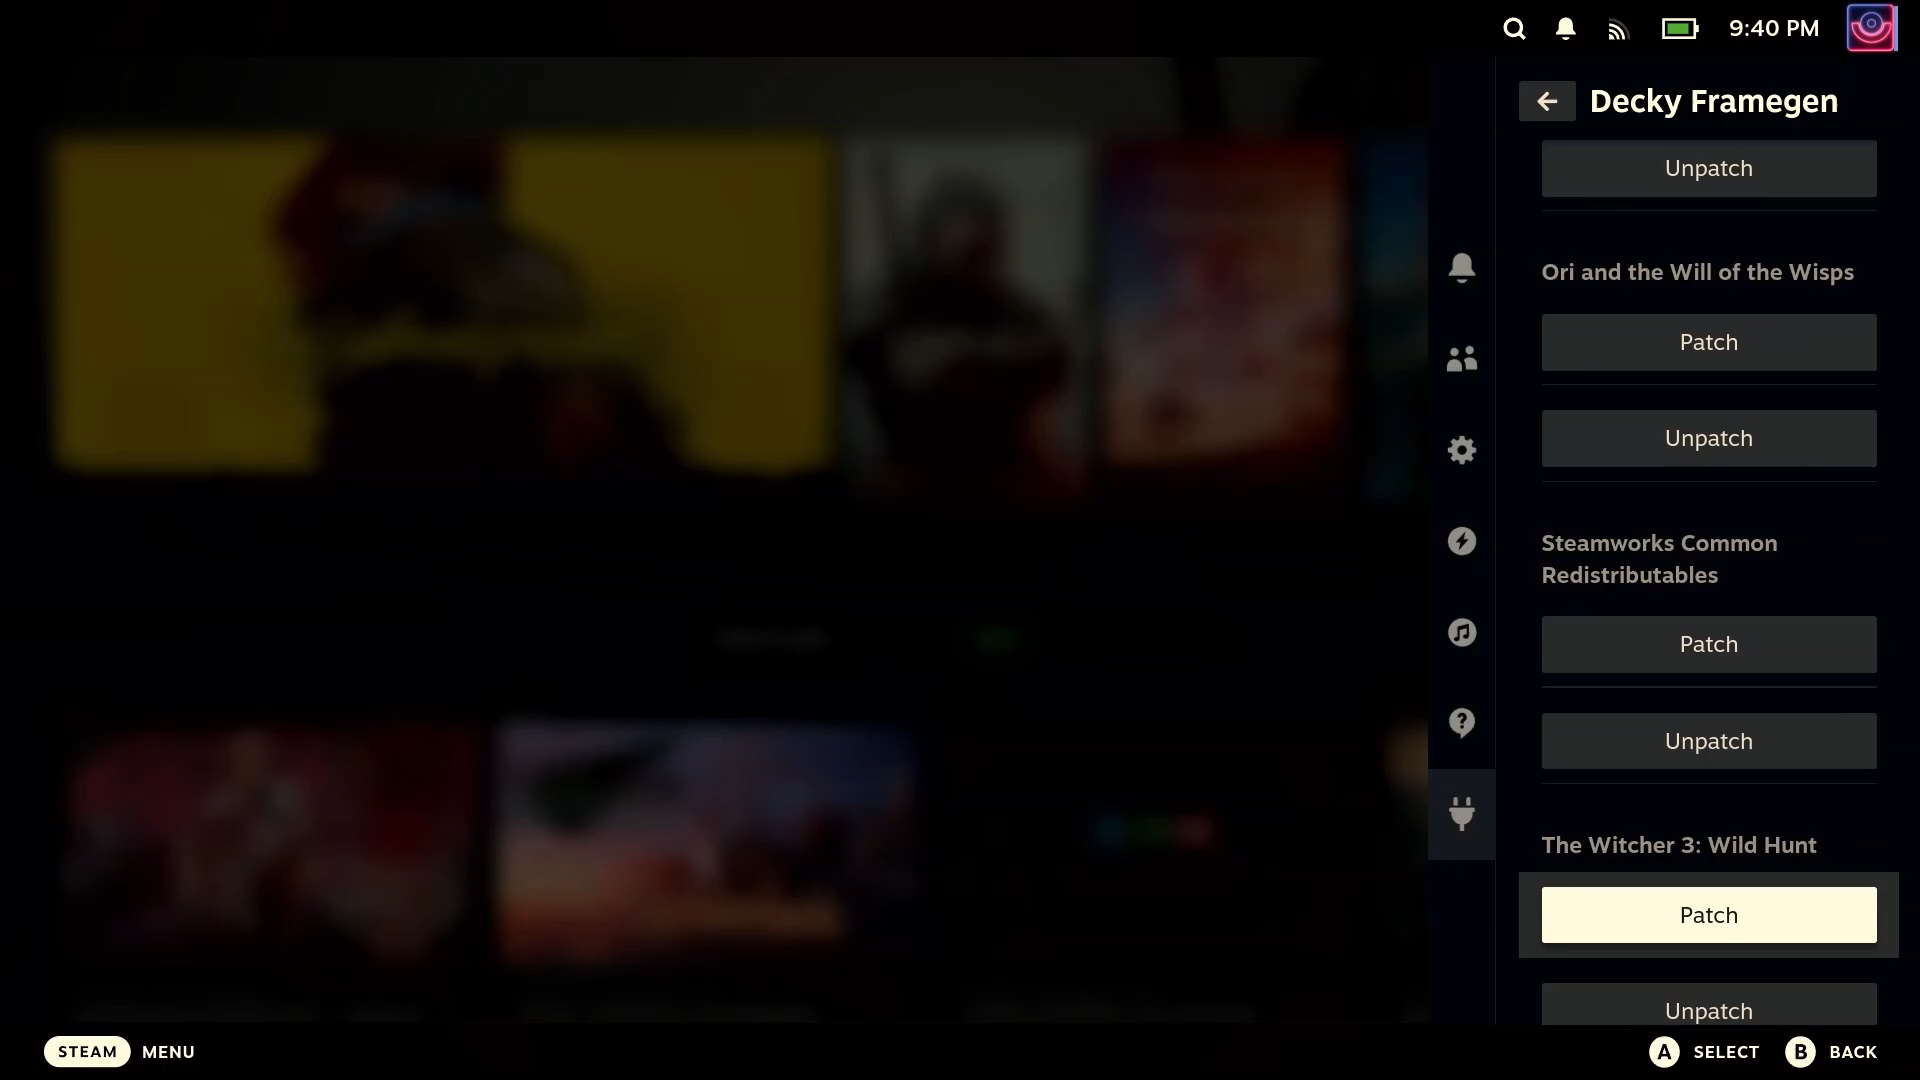 9:40 PM
Decky Framegen
Unpatch
Ori and the Will of the Wisps
Patch
Unpatch
Steamworks Common
Redistributables
Patch
Unpatch
The Witcher 3: Wild Hunt
Patch
Unpatch
STEAM MENU
A SELECT B BACK